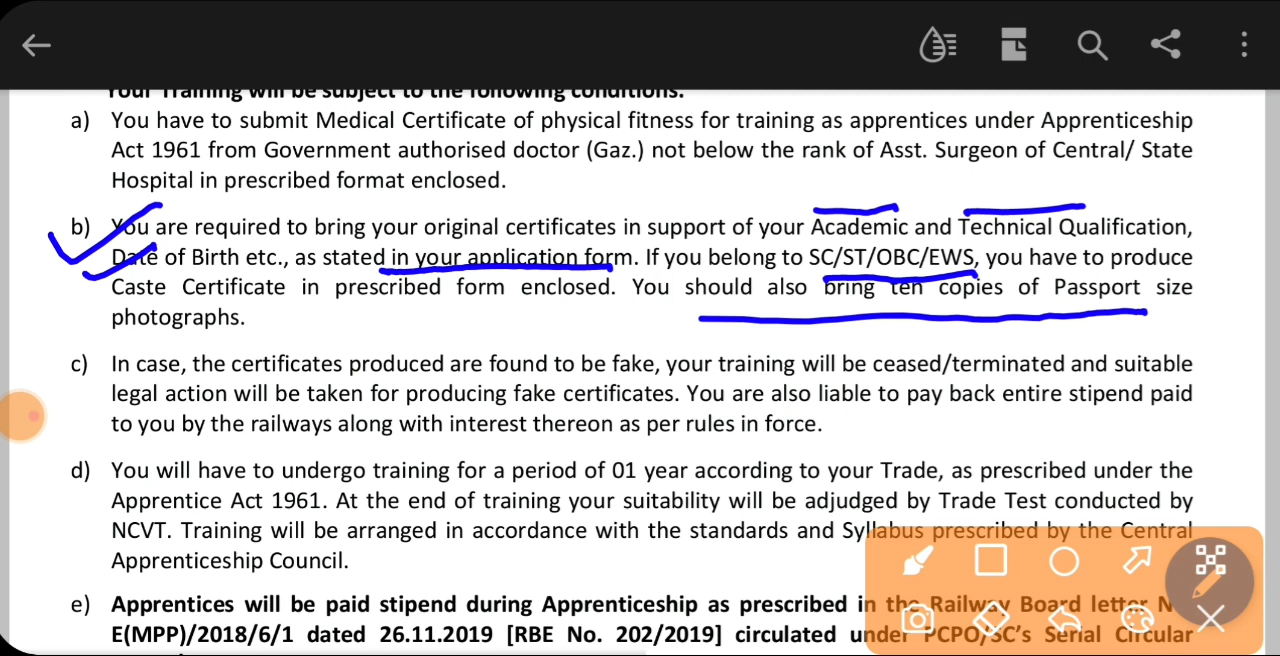 Your Training will be subject to the following conditions.
a) You have to submit Medical Certificate of physical fitness for training as apprentices under Apprenticeship
Act 1961 from Government authorised doctor (Gaz.) not below the rank of Asst. Surgeon of Central/ State
Hospital in prescribed format enclosed.
b) You are required to bring your original certificates in support of your Academic and Technical Qualification,
Date of Birth etc., as stated in your application form. If you belong to SC/ST/OBC/EWS, you have to produce
Caste Certificate in prescribed form enclosed. You should also bring ten copies of Passport size
photographs.
c) In case, the certificates produced are found to be fake, your training will be ceased/terminated and suitable
legal action will be taken for producing fake certificates. You are also liable to pay back entire stipend paid
to you by the railways along with interest thereon as per rules in force.
d) You will have to undergo training for a period of 01 year according to your Trade, as prescribed under the
Apprentice Act 1961. At the end of training your suitability will be adjudged by Trade Test conducted by
NCVT. Training will be arranged in accordance with the standards and Syllabus prescribed by the Central
Apprenticeship Council.
e) Apprentices will be paid stipend during Apprenticeship as prescribed in the Railway Board letter
E(MPP)/2018/6/1 dated 26.11.2019 [RBE No. 202/2019] circulated under PCPO/SC's Serial Circular